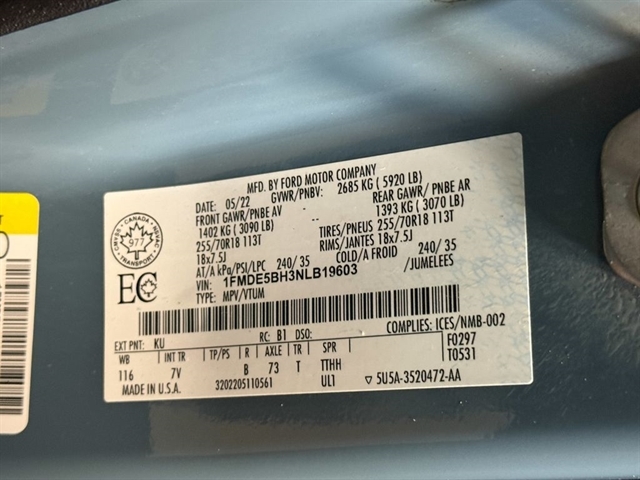 MFD. BY FORD MOTOR COMPANY
DATE: 05/22 GVWR/PNBV: 2685 KG ( 5920 LB)
FRONT GAWR/PNBE AV REAR GAWR / PNBE AR
1402 KG ( 3090 LB) 1393 KG ( 3070 LB)
255/70R18 113T TIRES/PNEUS 255/70R18 113T
18x7.5J RIMS/JANTES 18x7.5J
AT/A kPa/PSI/LPC 240/35 COLD/A FROID 240/35
VIN: 1FMDE5BH3NLB19603 /JUMELEES
TYPE: MPV/VTUM
CANADA
977
TRANSPORT
EC
RC: B1 DSO: COMPLIES: ICES/NMB-002
EXT PNT: KU F0297
WB INT TR TP/PS R AXLE TR SPR T0531
116 7V B 73 T TTHH
MADE IN U.S.A. 3202205110561 UL1 5U5A-3520472-AA